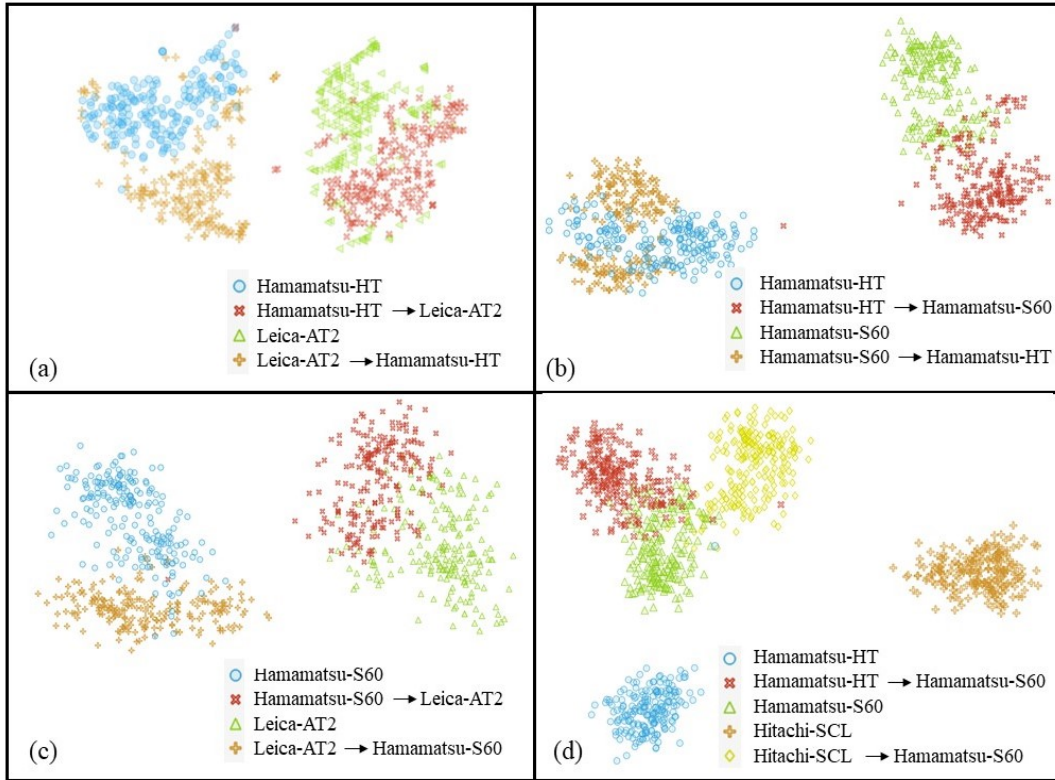 Hamamatsu-HT
Hamamatsu-HT → Leica-AT2
Leica-AT2
Leica-AT2 → Hamamatsu-HT
(a)
Hamamatsu-HT
Hamamatsu-HT → Hamamatsu-S60
Hamamatsu-S60
Hamamatsu-S60 → Hamamatsu-HT
(b)
Hamamatsu-S60
Hamamatsu-S60 → Leica-AT2
Leica-AT2
Leica-AT2 → Hamamatsu-S60
(c)
Hamamatsu-HT
Hamamatsu-HT → Hamamatsu-S60
Hamamatsu-S60
Hitachi-SCL
Hitachi-SCL → Hamamatsu-S60
(d)